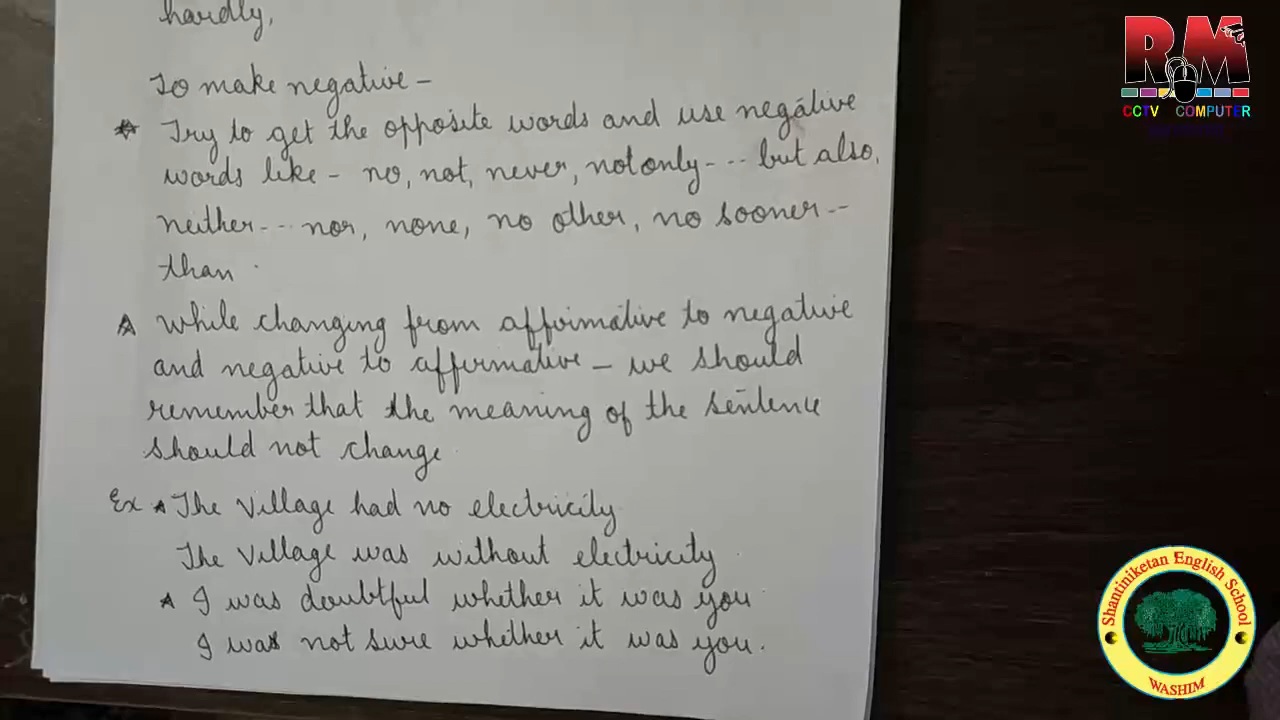 hardly,
To make negative -
* Try to get the opposite words and use negative
words like - no, not, never, not only - -- but also,
neither -- nor, none, no other, no sooner --
than .
* While changing from affirmative to negative
and negative to affirmative - we should
remember that the meaning of the sentence
should not change
Ex * The village had no electricity
The village was without electricity
* I was doubtful whether it was you
I was not sure whether it was you.
RM
CCTV COMPUTER
Shantiniketan English School
WASHIM